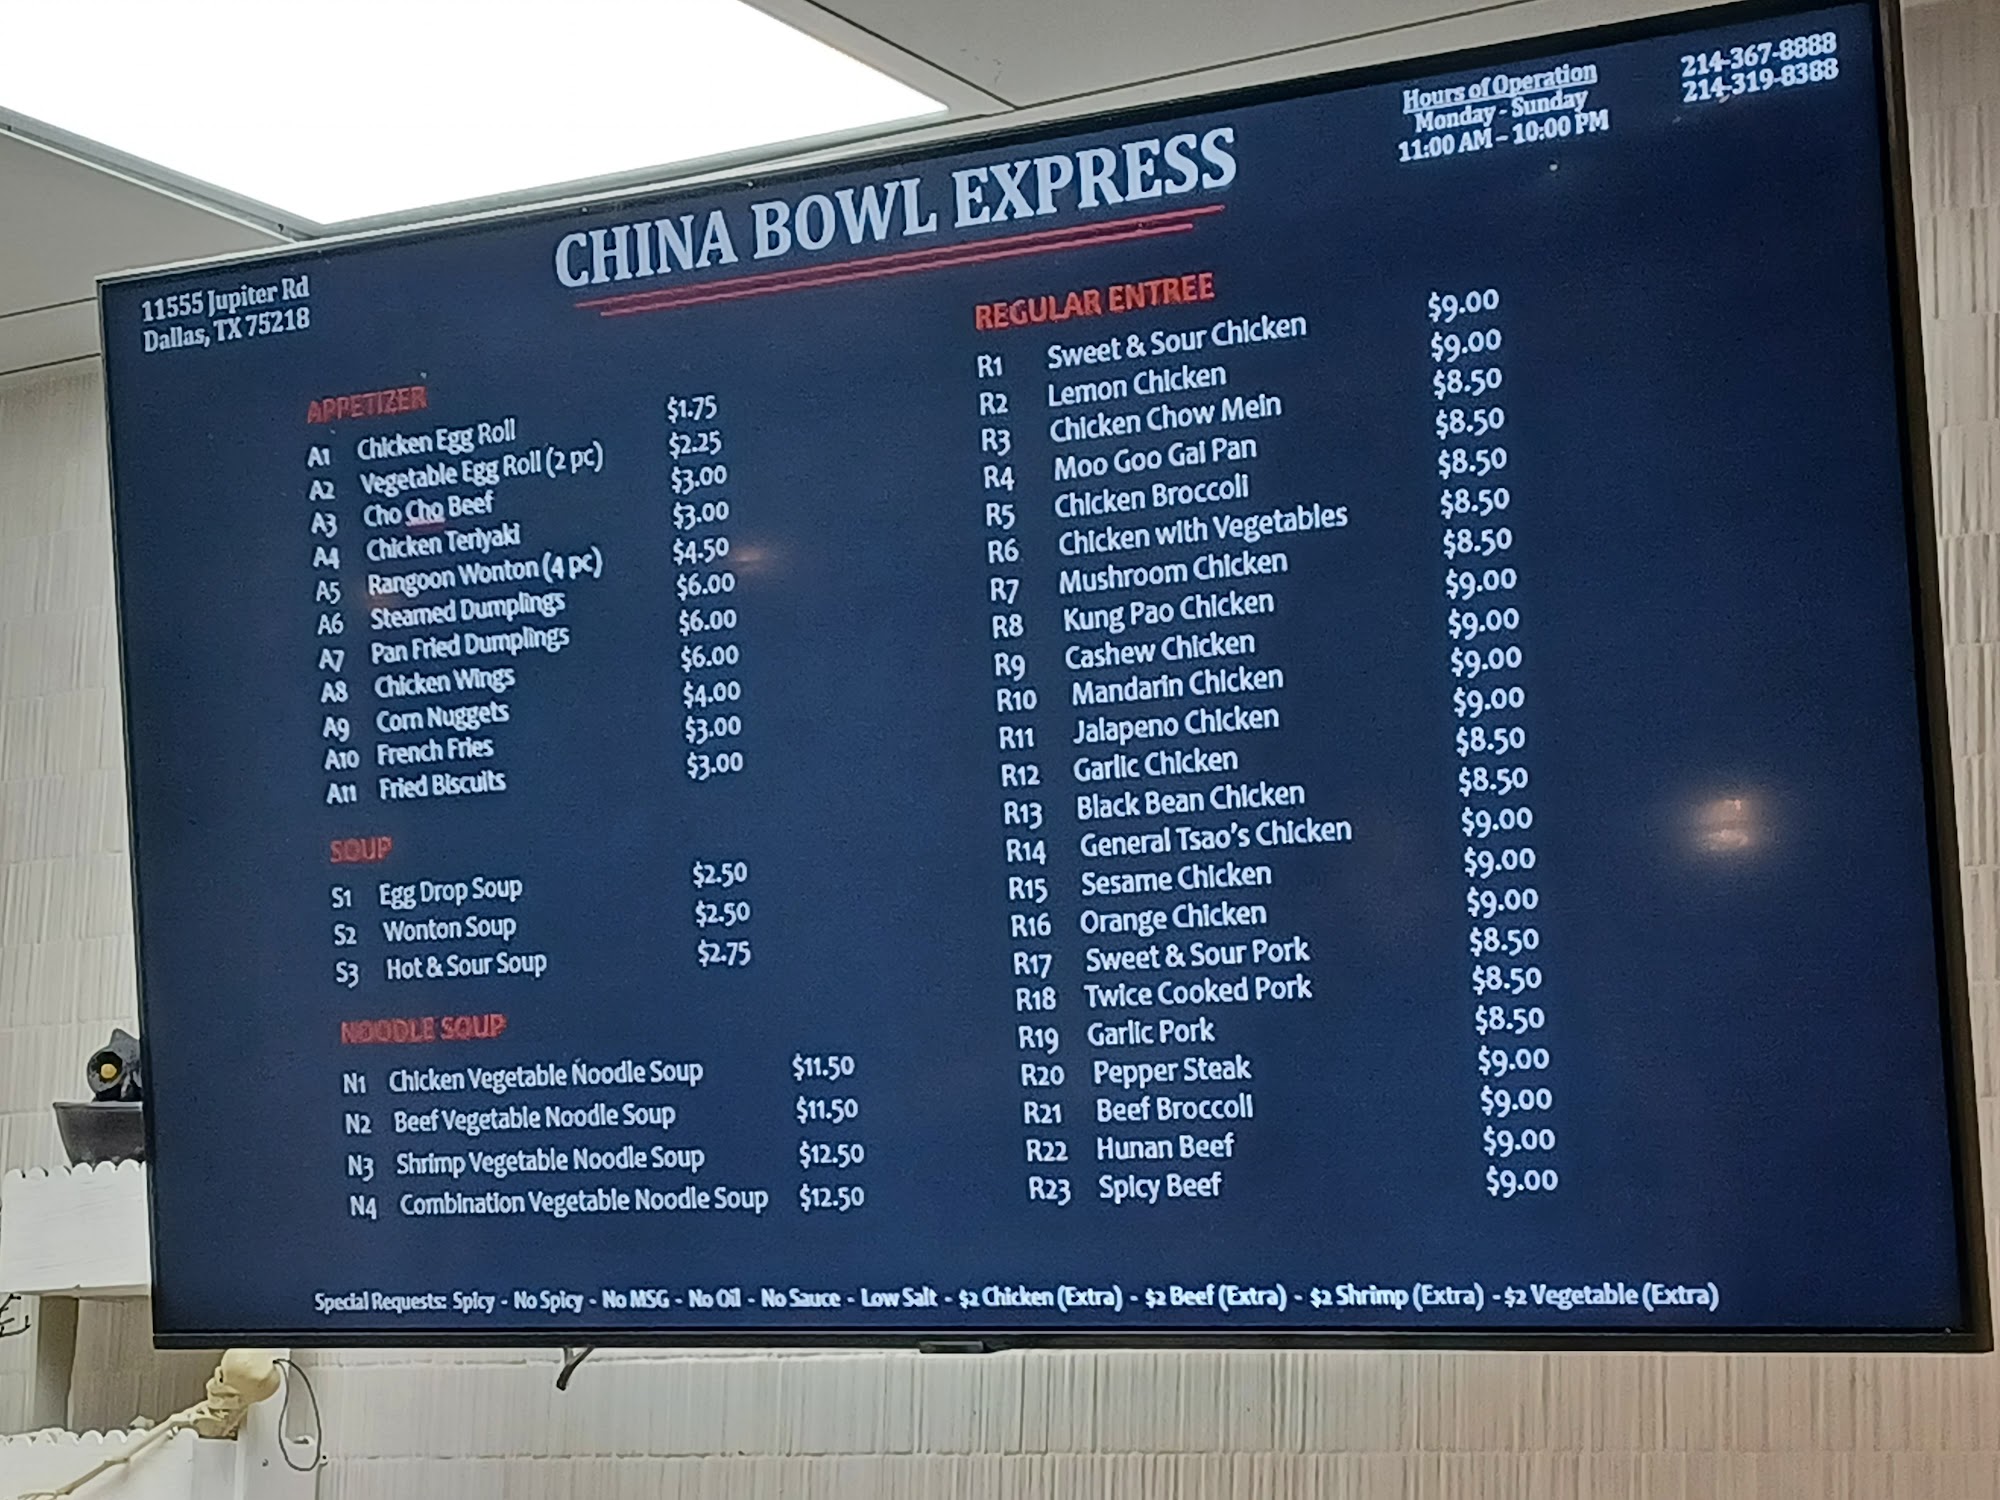 214-367-8888
214-319-8388
Hours of Operation
Monday - Sunday
11:00 AM – 10:00 PM
CHINA BOWL EXPRESS
11555 Jupiter Rd
Dallas, TX 75218
APPETIZER
A1 Chicken Egg Roll $1.75
A2 Vegetable Egg Roll (2 pc) $2.25
A3 Cho Cho Beef $3.00
A4 Chicken Teriyaki $3.00
A5 Rangoon Wonton (4 pc) $4.50
A6 Steamed Dumplings $6.00
A7 Pan Fried Dumplings $6.00
A8 Chicken Wings $6.00
A9 Corn Nuggets $4.00
A10 French Fries $3.00
A11 Fried Biscuits $3.00
SOUP
S1 Egg Drop Soup $2.50
S2 Wonton Soup $2.50
S3 Hot & Sour Soup $2.75
NOODLE SOUP
N1 Chicken Vegetable Noodle Soup $11.50
N2 Beef Vegetable Noodle Soup $11.50
N3 Shrimp Vegetable Noodle Soup $12.50
N4 Combination Vegetable Noodle Soup $12.50
REGULAR ENTREE
R1 Sweet & Sour Chicken $9.00
R2 Lemon Chicken $9.00
R3 Chicken Chow Mein $8.50
R4 Moo Goo Gai Pan $8.50
R5 Chicken Broccoli $8.50
R6 Chicken with Vegetables $8.50
R7 Mushroom Chicken $8.50
R8 Kung Pao Chicken $9.00
R9 Cashew Chicken $9.00
R10 Mandarin Chicken $9.00
R11 Jalapeno Chicken $9.00
R12 Garlic Chicken $8.50
R13 Black Bean Chicken $8.50
R14 General Tsao's Chicken $9.00
R15 Sesame Chicken $9.00
R16 Orange Chicken $9.00
R17 Sweet & Sour Pork $8.50
R18 Twice Cooked Pork $8.50
R19 Garlic Pork $8.50
R20 Pepper Steak $9.00
R21 Beef Broccoli $9.00
R22 Hunan Beef $9.00
R23 Spicy Beef $9.00
Special Requests: Spicy - No Spicy - No MSG - No Oil - No Sauce - Low Salt - $2 Chicken (Extra) - $2 Beef (Extra) - $2 Shrimp (Extra) - $2 Vegetable (Extra)